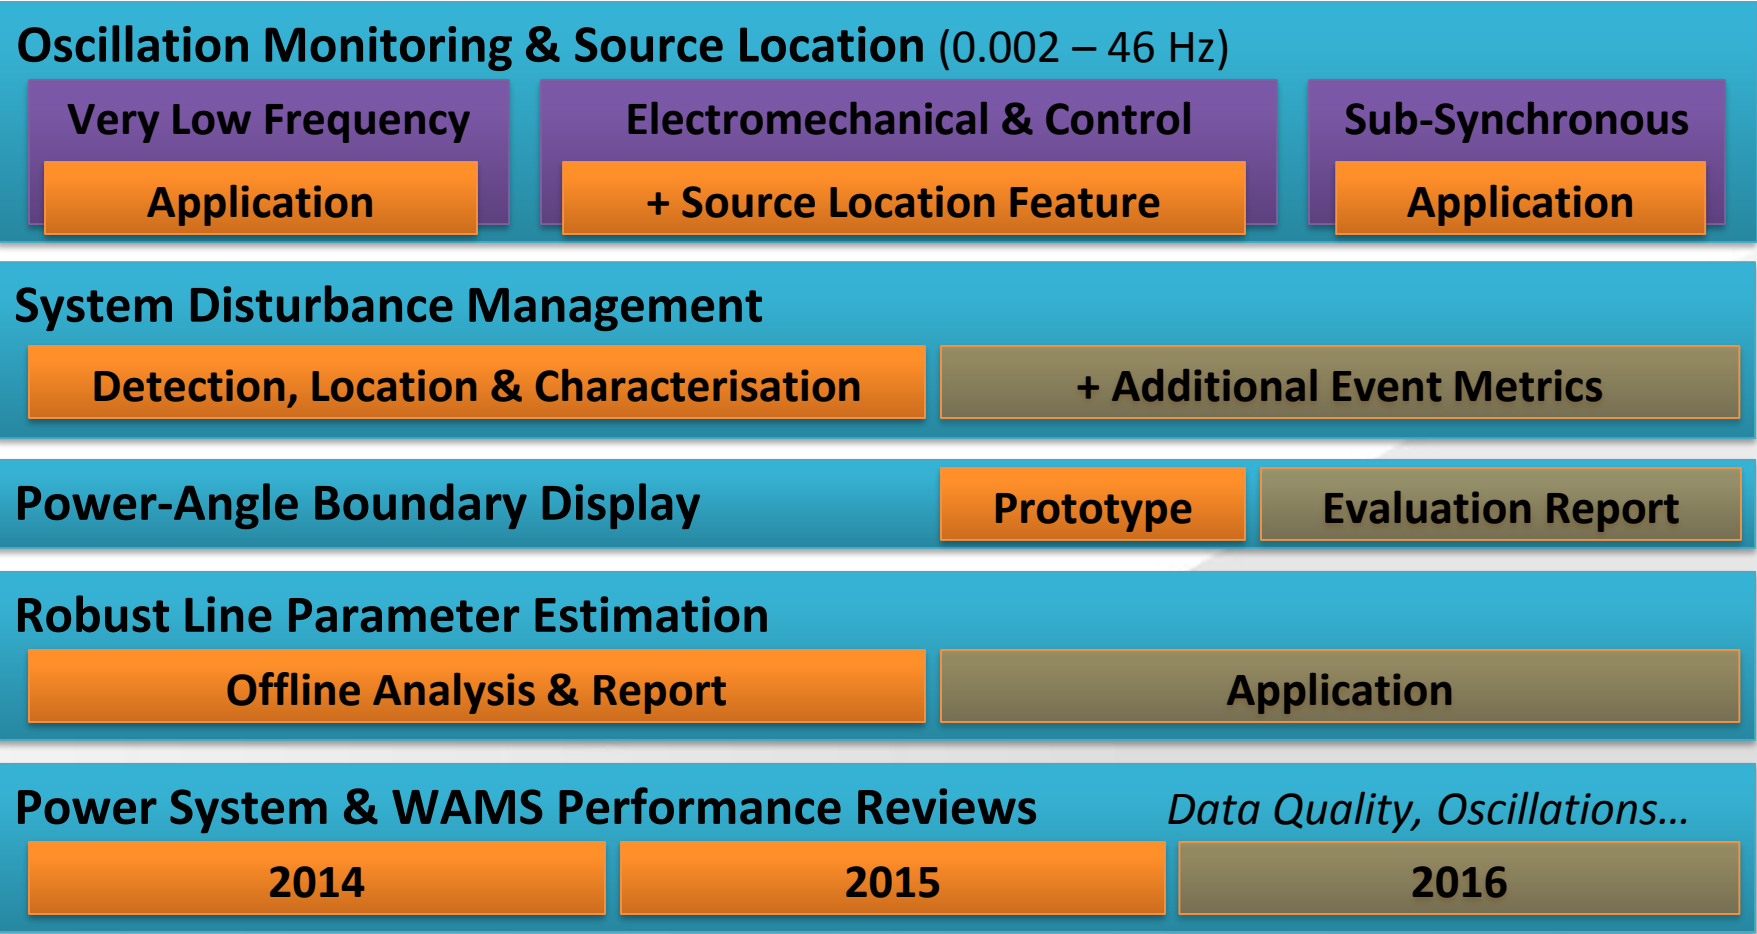 Oscillation Monitoring & Source Location (0.002 – 46 Hz)
Very Low Frequency
Electromechanical & Control
Sub-Synchronous
Application
+ Source Location Feature
Application
System Disturbance Management
Detection, Location & Characterisation
+ Additional Event Metrics
Power-Angle Boundary Display
Prototype
Evaluation Report
Robust Line Parameter Estimation
Offline Analysis & Report
Application
Power System & WAMS Performance Reviews
Data Quality, Oscillations...
2014
2015
2016